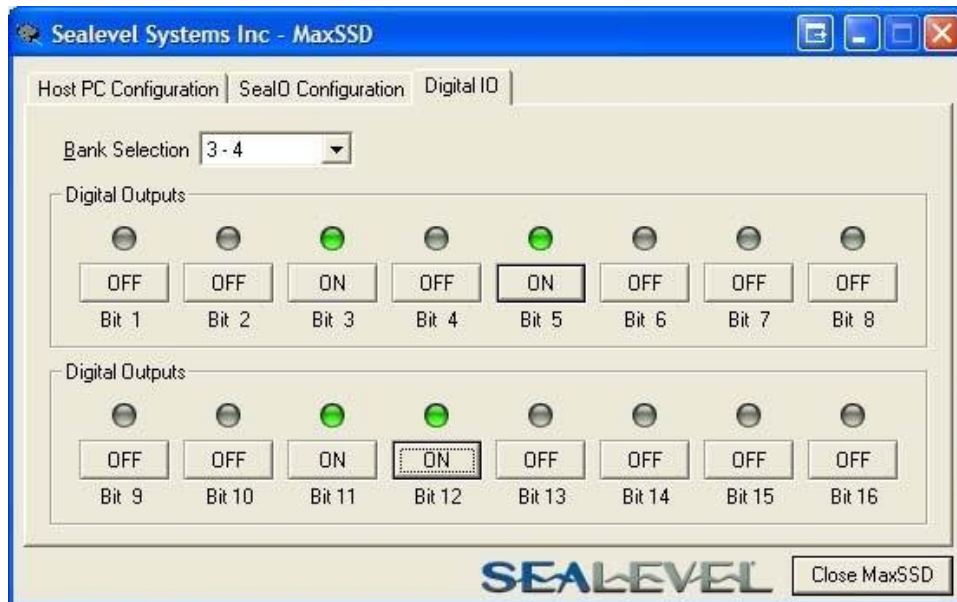 Sealevel Systems Inc - MaxSSD
Host PC Configuration SeaIO Configuration Digital IO
Bank Selection 3 - 4
Digital Outputs
OFF OFF ON OFF ON OFF OFF OFF
Bit 1 Bit 2 Bit 3 Bit 4 Bit 5 Bit 6 Bit 7 Bit 8
Digital Outputs
OFF OFF ON ON OFF OFF OFF OFF
Bit 9 Bit 10 Bit 11 Bit 12 Bit 13 Bit 14 Bit 15 Bit 16
SEALEVEL Close MaxSSD